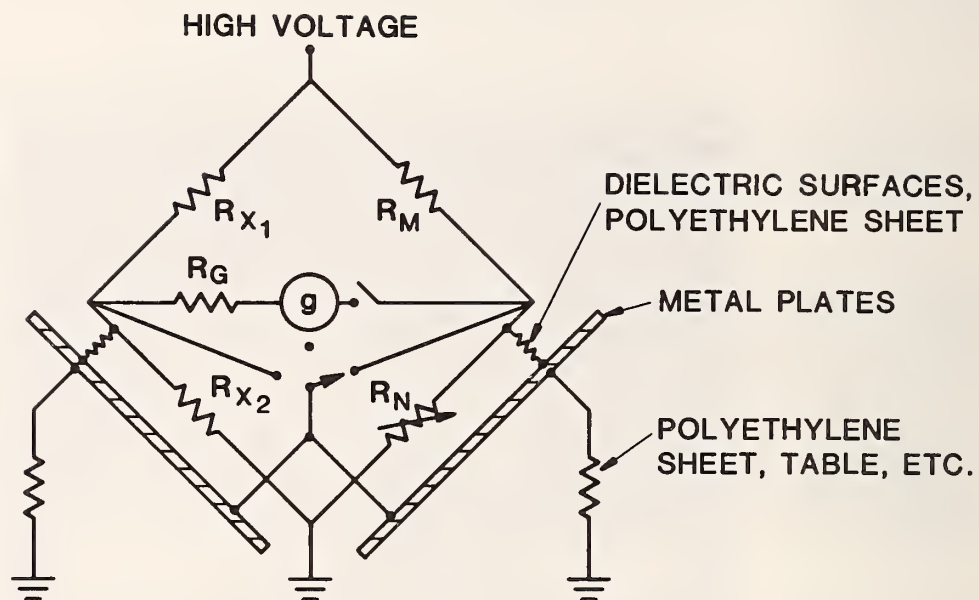 HIGH VOLTAGE
RX1
RM
DIELECTRIC SURFACES,
POLYETHYLENE SHEET
RG
g
METAL PLATES
RX2
RN
POLYETHYLENE
SHEET, TABLE, ETC.